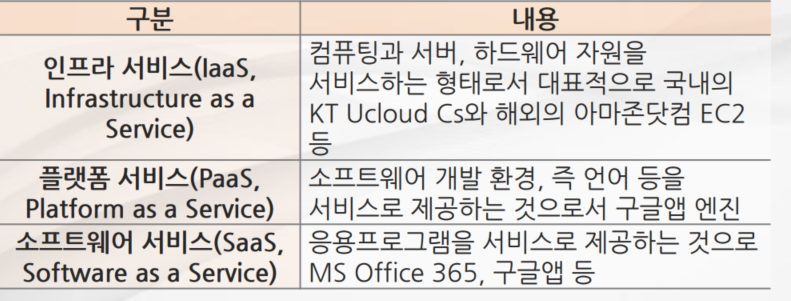 구분
내용
인프라 서비스(IaaS,
Infrastructure as a
Service)
컴퓨팅과 서버, 하드웨어 자원을
서비스하는 형태로서 대표적으로 국내의
KT Ucloud Cs와 해외의 아마존닷컴 EC2
등
플랫폼 서비스(PaaS,
Platform as a Service)
소프트웨어 개발 환경, 즉 언어 등을
서비스로 제공하는 것으로서 구글앱 엔진
소프트웨어 서비스(SaaS,
Software as a Service)
응용프로그램을 서비스로 제공하는 것으로
MS Office 365, 구글앱 등